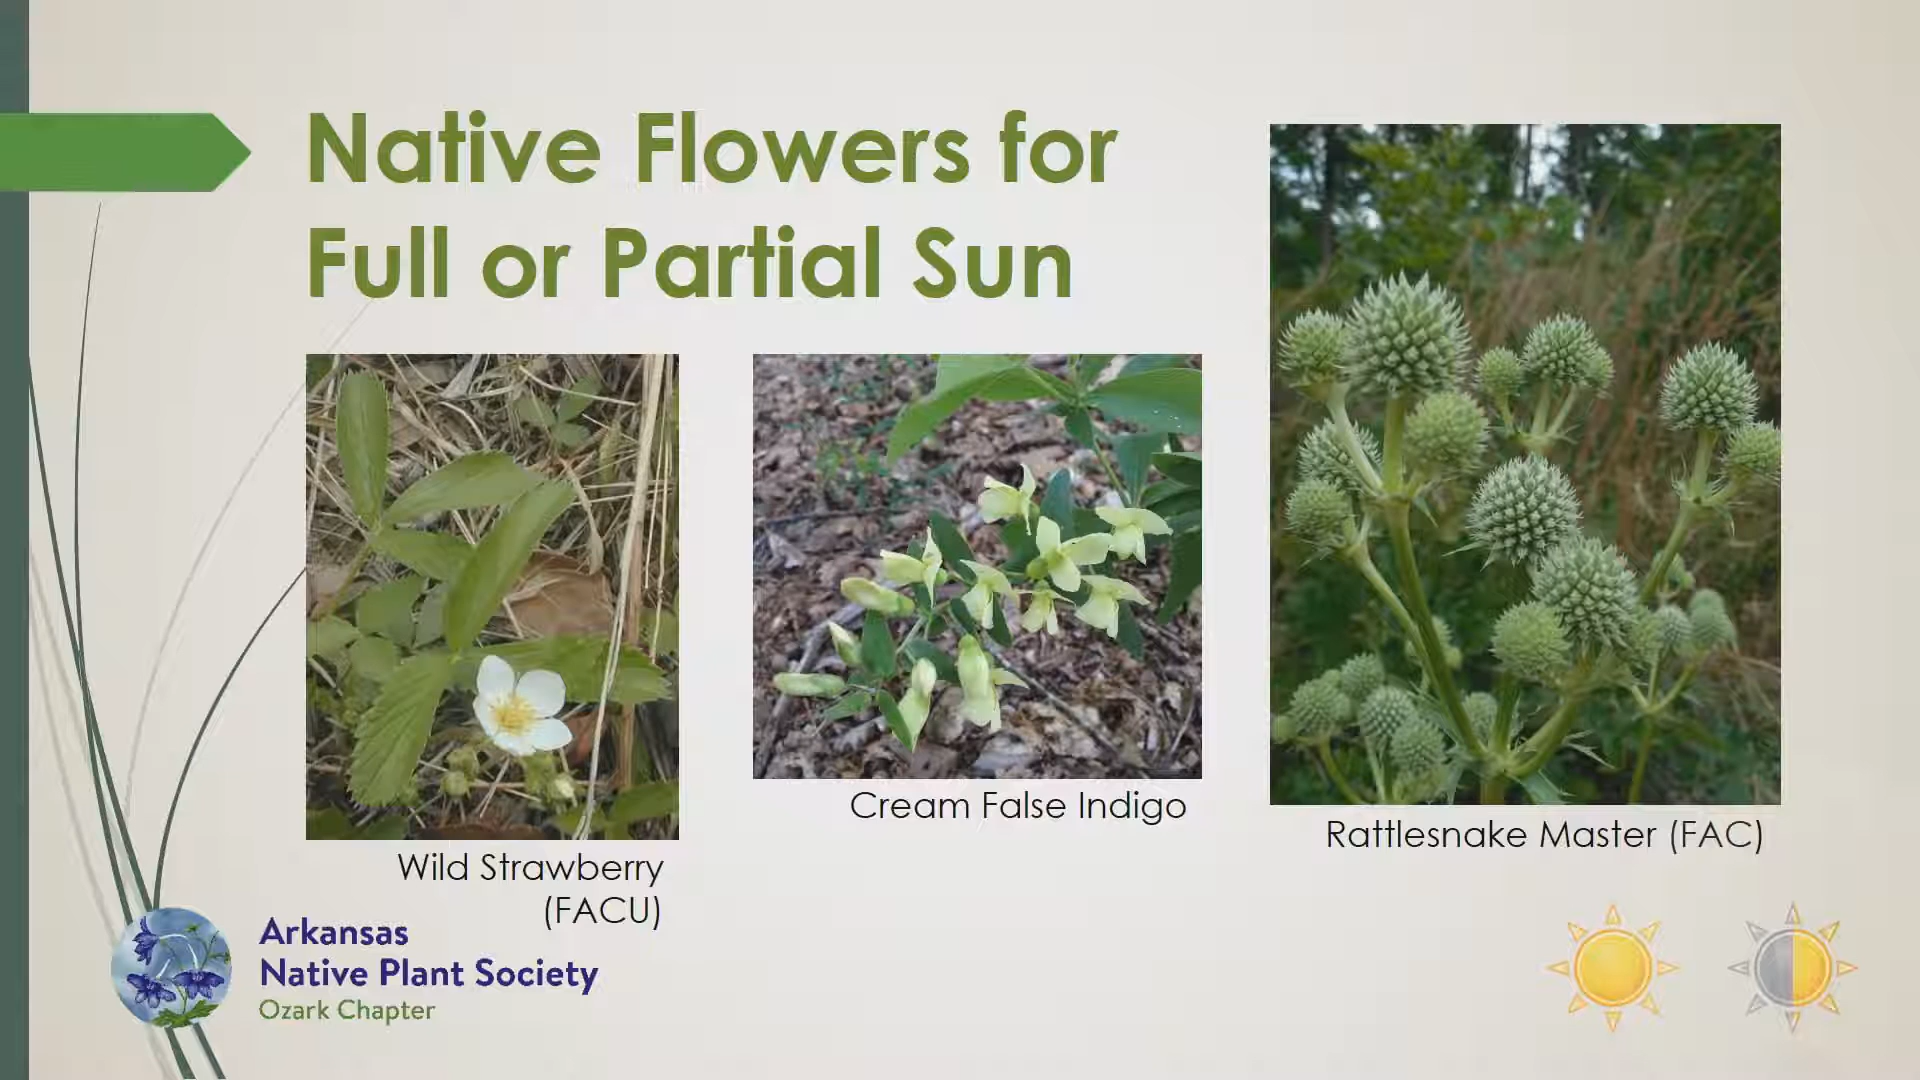 Native Flowers for
Full or Partial Sun
Wild Strawberry
(FACU)
Cream False Indigo
Rattlesnake Master (FAC)
Arkansas
Native Plant Society
Ozark Chapter